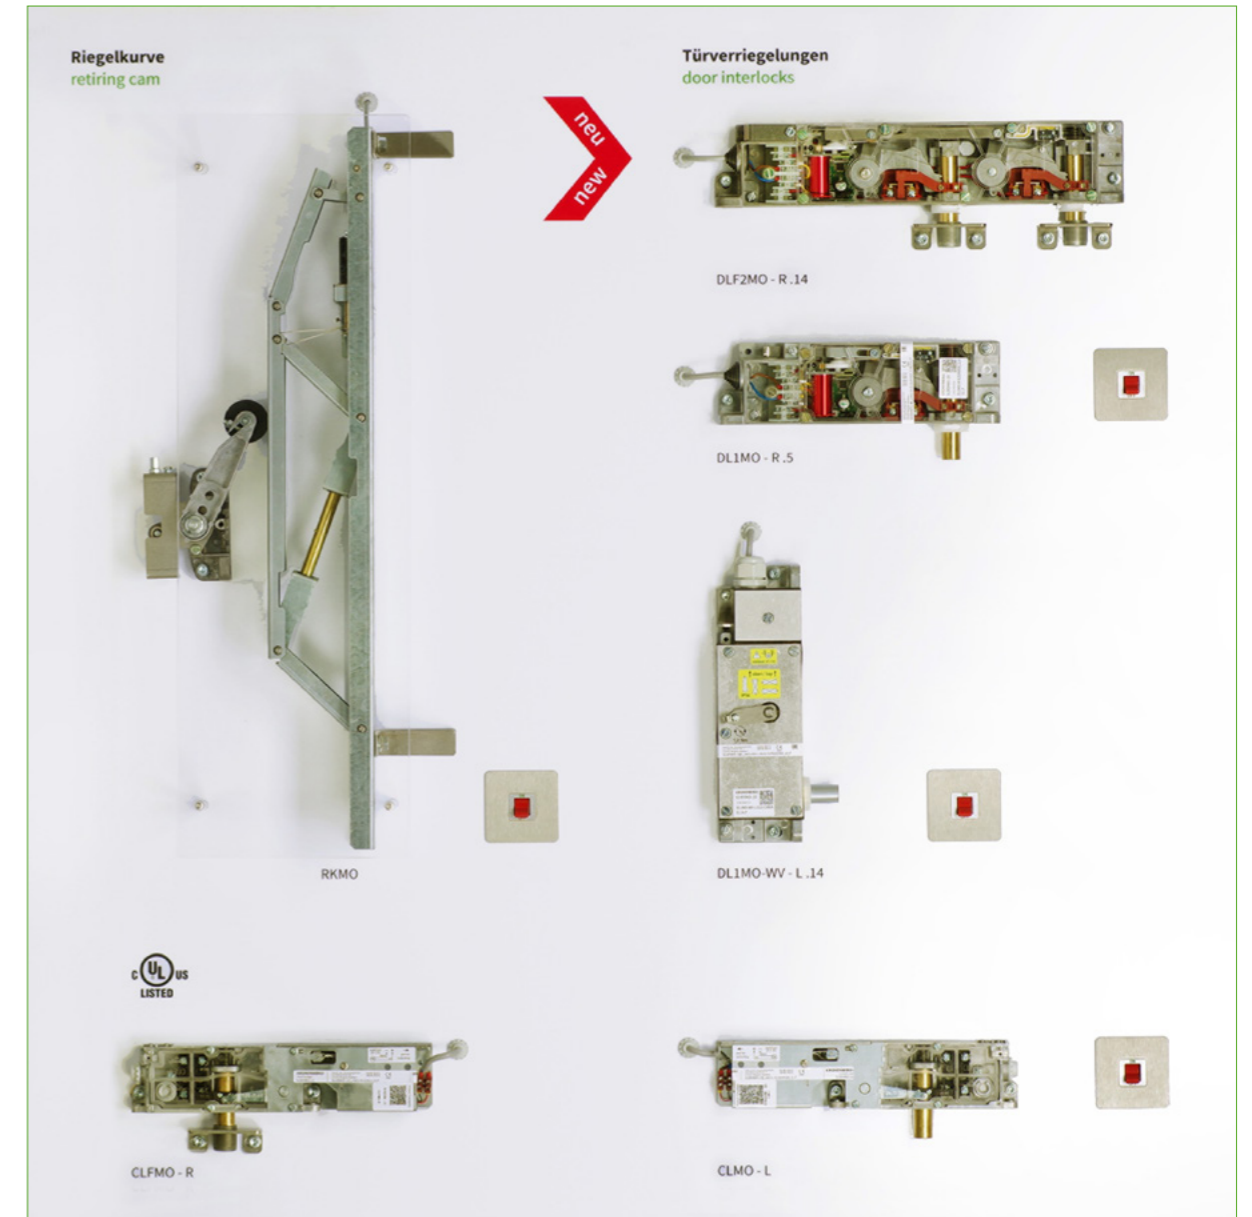 Riegelkurve
retiring cam
neu
new
Türverriegelungen
door interlocks
DLF2MO - R .14
DL1MO - R .5
RKMO
DL1MO-WV - L .14
C UL US
LISTED
CLFMO - R
CLMO - L